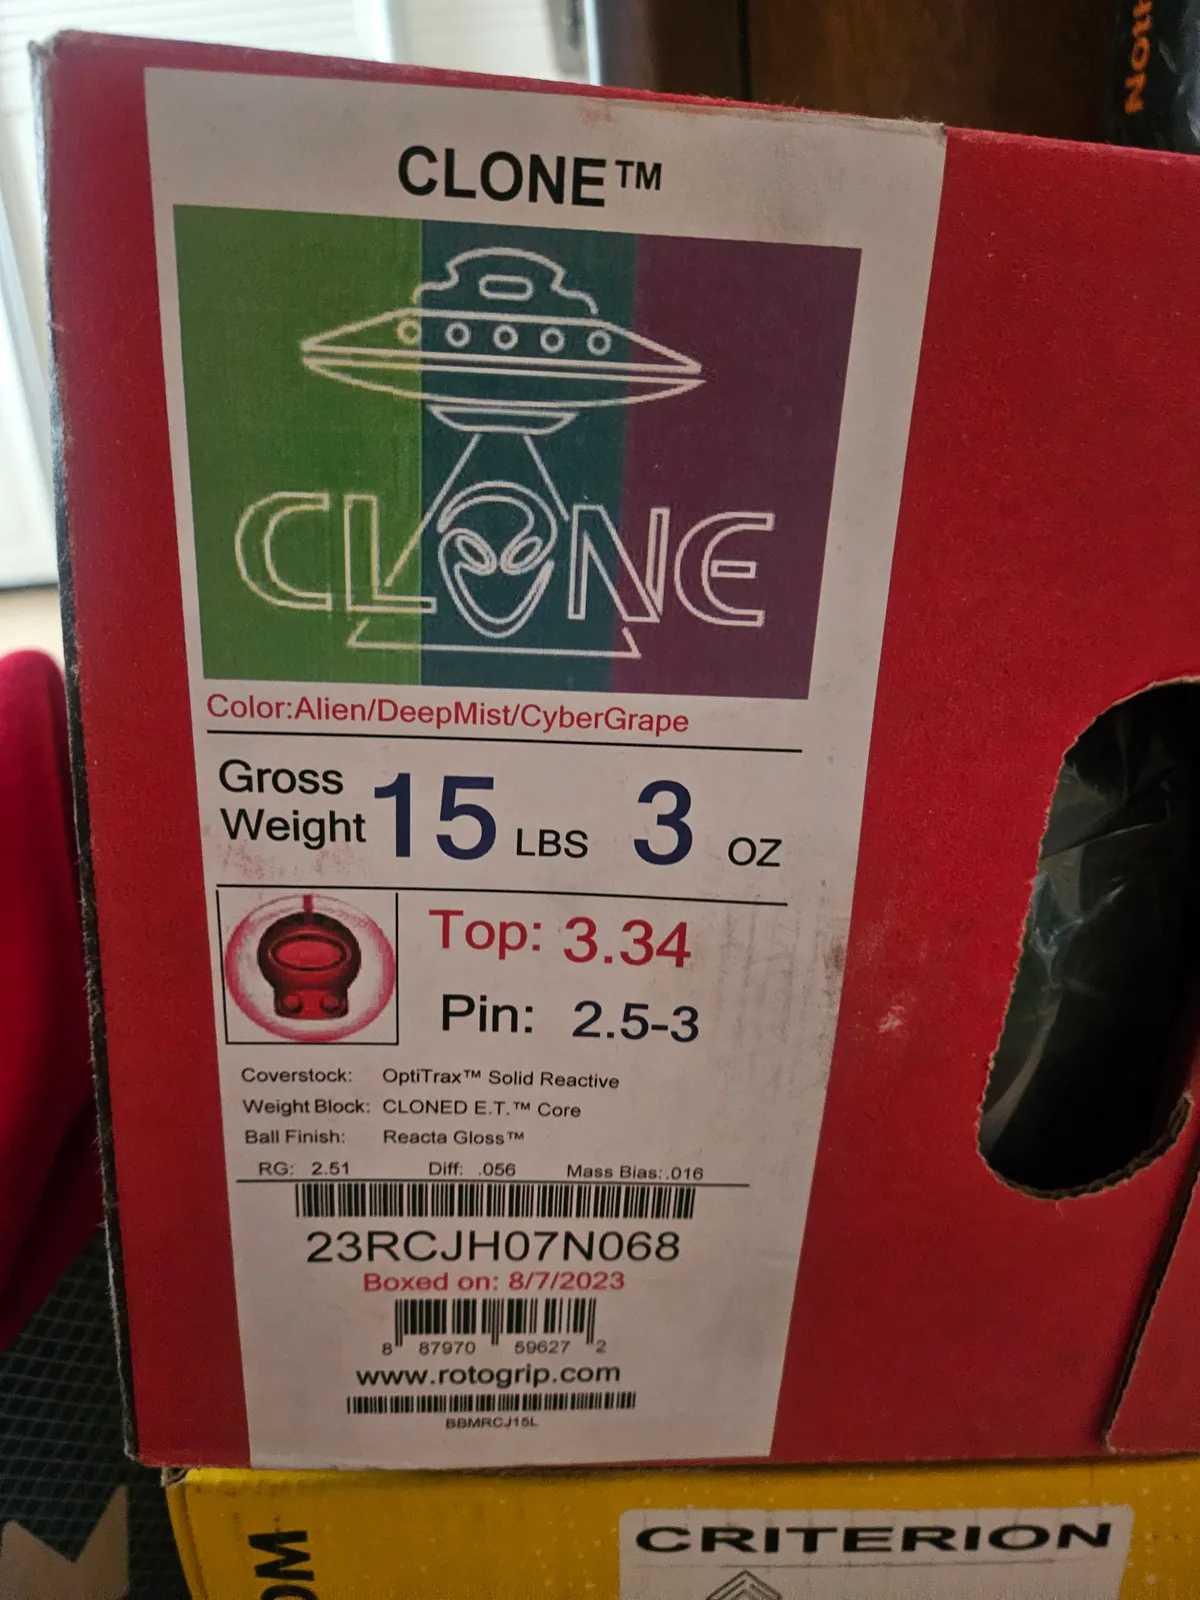 NOTI
CLONE™
CLONE
Color:Alien/DeepMist/CyberGrape
Gross Weight 15 LBS 3 OZ
Top: 3.34
Pin: 2.5-3
Coverstock: OptiTrax™ Solid Reactive
Weight Block: CLONED E.T.™ Core
Ball Finish: Reacta Gloss™
RG: 2.51 Diff: .056 Mass Bias:.016
23RCJH07N068
Boxed on: 8/7/2023
8 87970 59627 2
www.rotogrip.com
BBMRCJ15L
OM
CRITERION